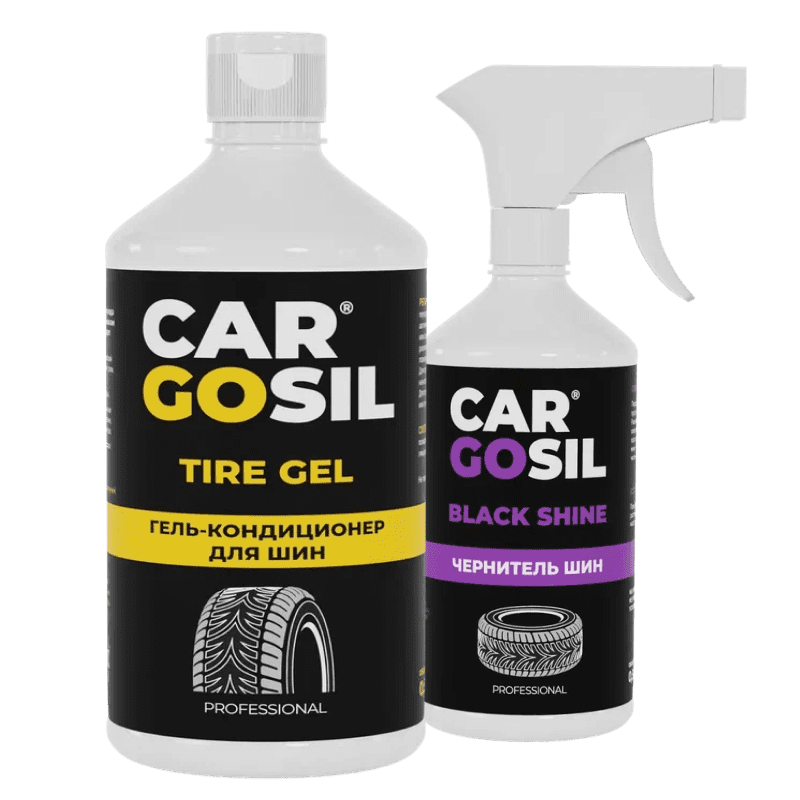 CAR®
GOSIL
TIRE GEL
ГЕЛЬ-КОНДИЦИОНЕР
ДЛЯ ШИН
PROFESSIONAL
CAR®
GOSIL
BLACK SHINE
ЧЕРНИТЕЛЬ ШИН
PROFESSIONAL